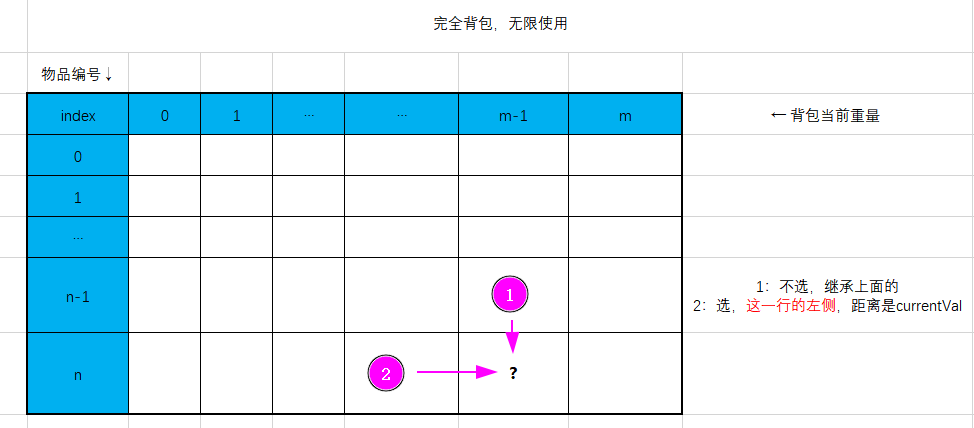 完全背包，无限使用
物品编号↓
index 0 1 … … m-1 m ← 背包当前重量
0
1
…
n-1 1 1：不选，继承上面的
2：选，这一行的左侧，距离是currentVal
n 2 ?